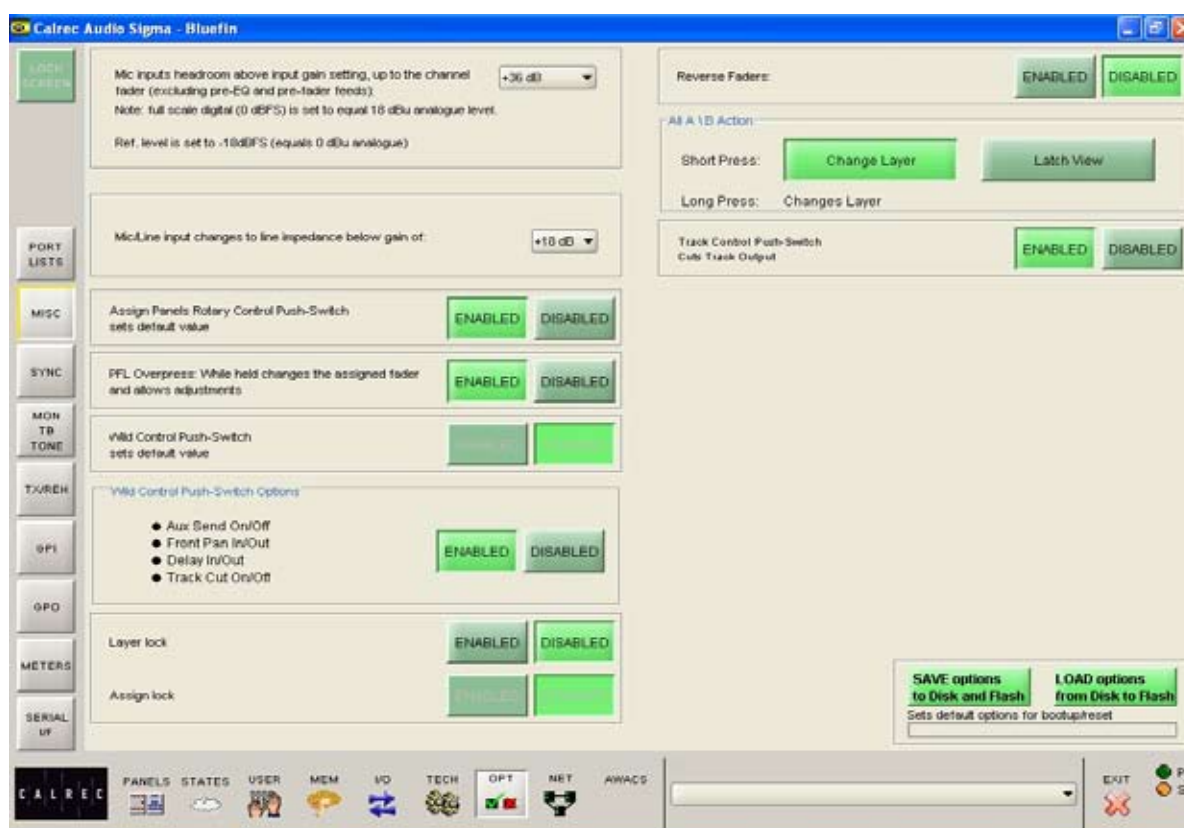 Calrec Audio Sigma - Bluefin
LOCK
SCREEN
Mic inputs headroom above input gain setting, up to the channel
fader (excluding pre-EQ and pre-fader feeds):
+36 dB
Note: full scale digital (0 dBFS) is set to equal 18 dBu analogue level.
Ref. level is set to -18dBFS (equals 0 dBu analogue)
Mic/Line input changes to line impedance below gain of:
+18 dB
Assign Panels Rotary Control Push-Switch
sets default value
ENABLED DISABLED
PFL Overpress: While held changes the assigned fader
and allows adjustments
ENABLED DISABLED
Wild Control Push-Switch
sets default value
Wild Control Push-Switch Options
● Aux Send On/Off
● Front Pan In/Out
● Delay In/Out
● Track Cut On/Off
ENABLED DISABLED
Layer lock
ENABLED DISABLED
Assign lock
ENABLED
Reverse Faders:
ENABLED DISABLED
All A \ B Action
Short Press:
Change Layer
Latch View
Long Press: Changes Layer
Track Control Push-Switch
Cuts Track Output
ENABLED DISABLED
SAVE options
to Disk and Flash
LOAD options
from Disk to Flash
Sets default options for bootup/reset
PORT
LISTS
MISC
SYNC
MON
TB
TONE
TX/REH
GPI
GPO
METERS
SERIAL
I/F
CALREC
PANELS STATES USER MEM I/O TECH OPT NET AWACS
EXIT
P
S